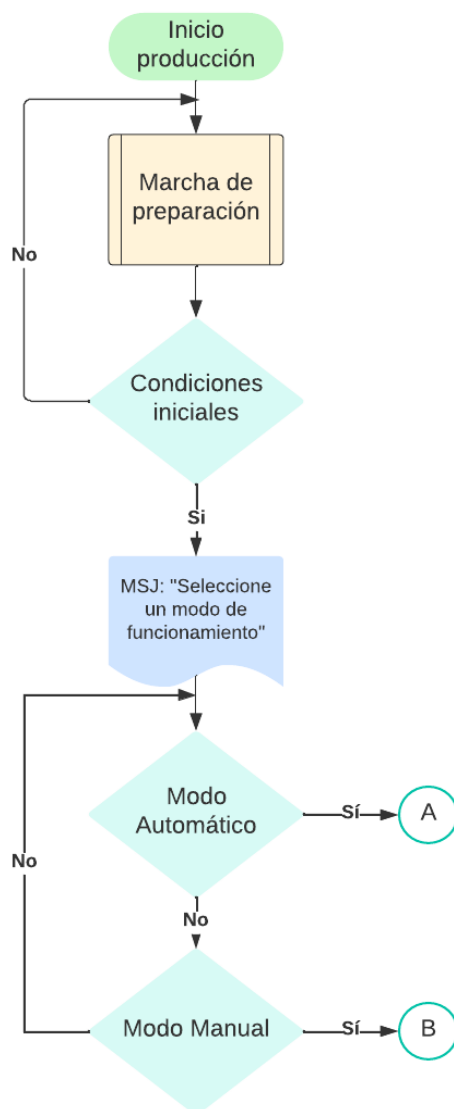 Inicio
producción
Marcha de
preparación
No
Condiciones
iniciales
Si
MSJ: "Seleccione
un modo de
funcionamiento"
Modo
Automático
Sí
A
No
No
Modo Manual
Sí
B